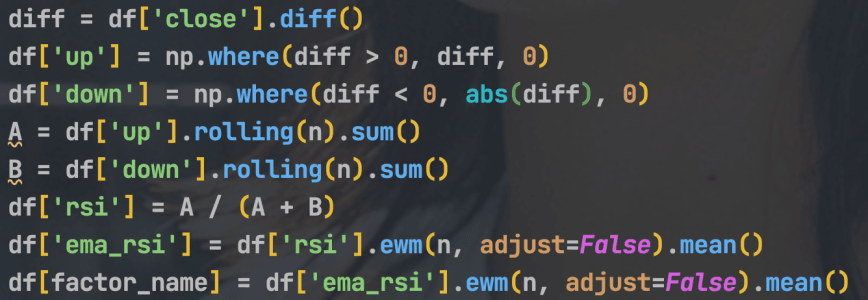 diff = df['close'].diff()
df['up'] = np.where(diff > 0, diff, 0)
df['down'] = np.where(diff < 0, abs(diff), 0)
A = df['up'].rolling(n).sum()
B = df['down'].rolling(n).sum()
df['rsi'] = A / (A + B)
df['ema_rsi'] = df['rsi'].ewm(n, adjust=False).mean()
df[factor_name] = df['ema_rsi'].ewm(n, adjust=False).mean()